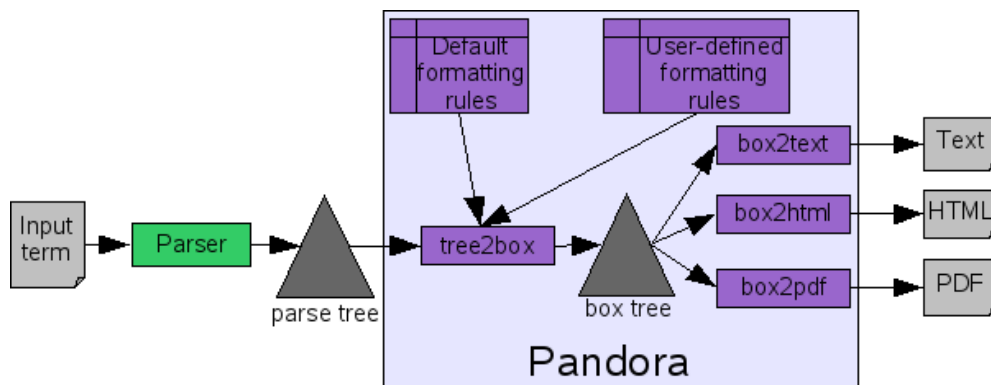 Default
formatting
rules
User-defined
formatting
rules
box2text
Text
Input
term
Parser
parse tree
tree2box
box tree
box2html
HTML
box2pdf
PDF
Pandora